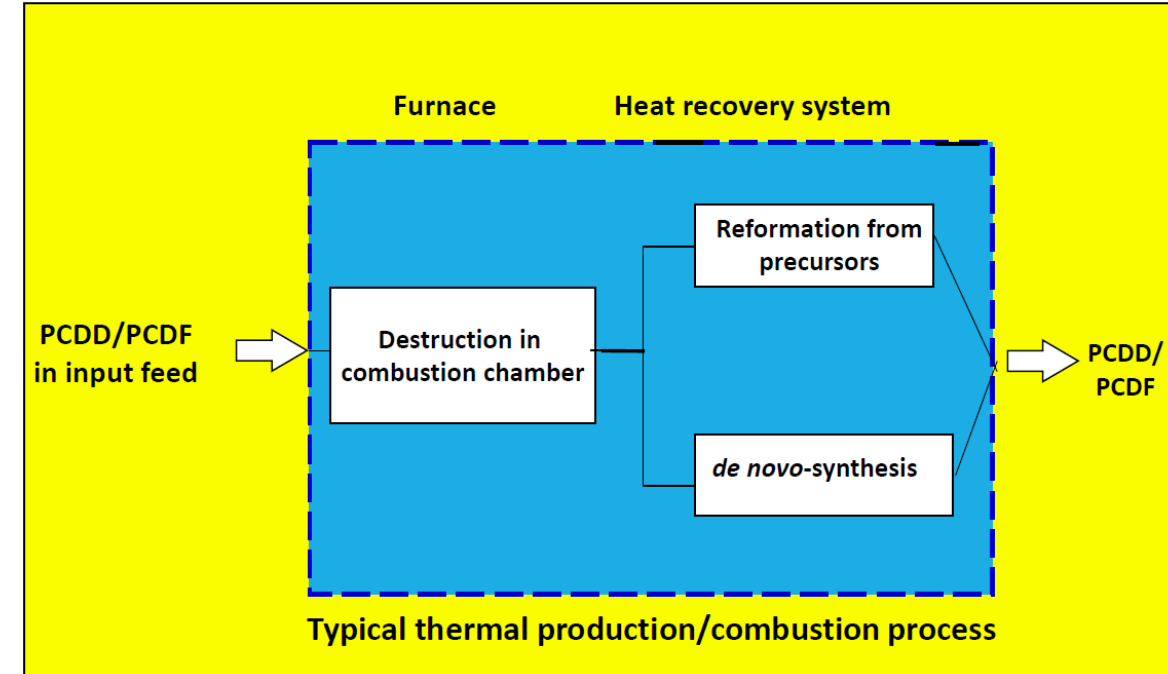 Furnace
Heat recovery system
Reformation from
precursors
PCDD/PCDF
in input feed
Destruction in
combustion chamber
PCDD/
PCDF
de novo-synthesis
Typical thermal production/combustion process